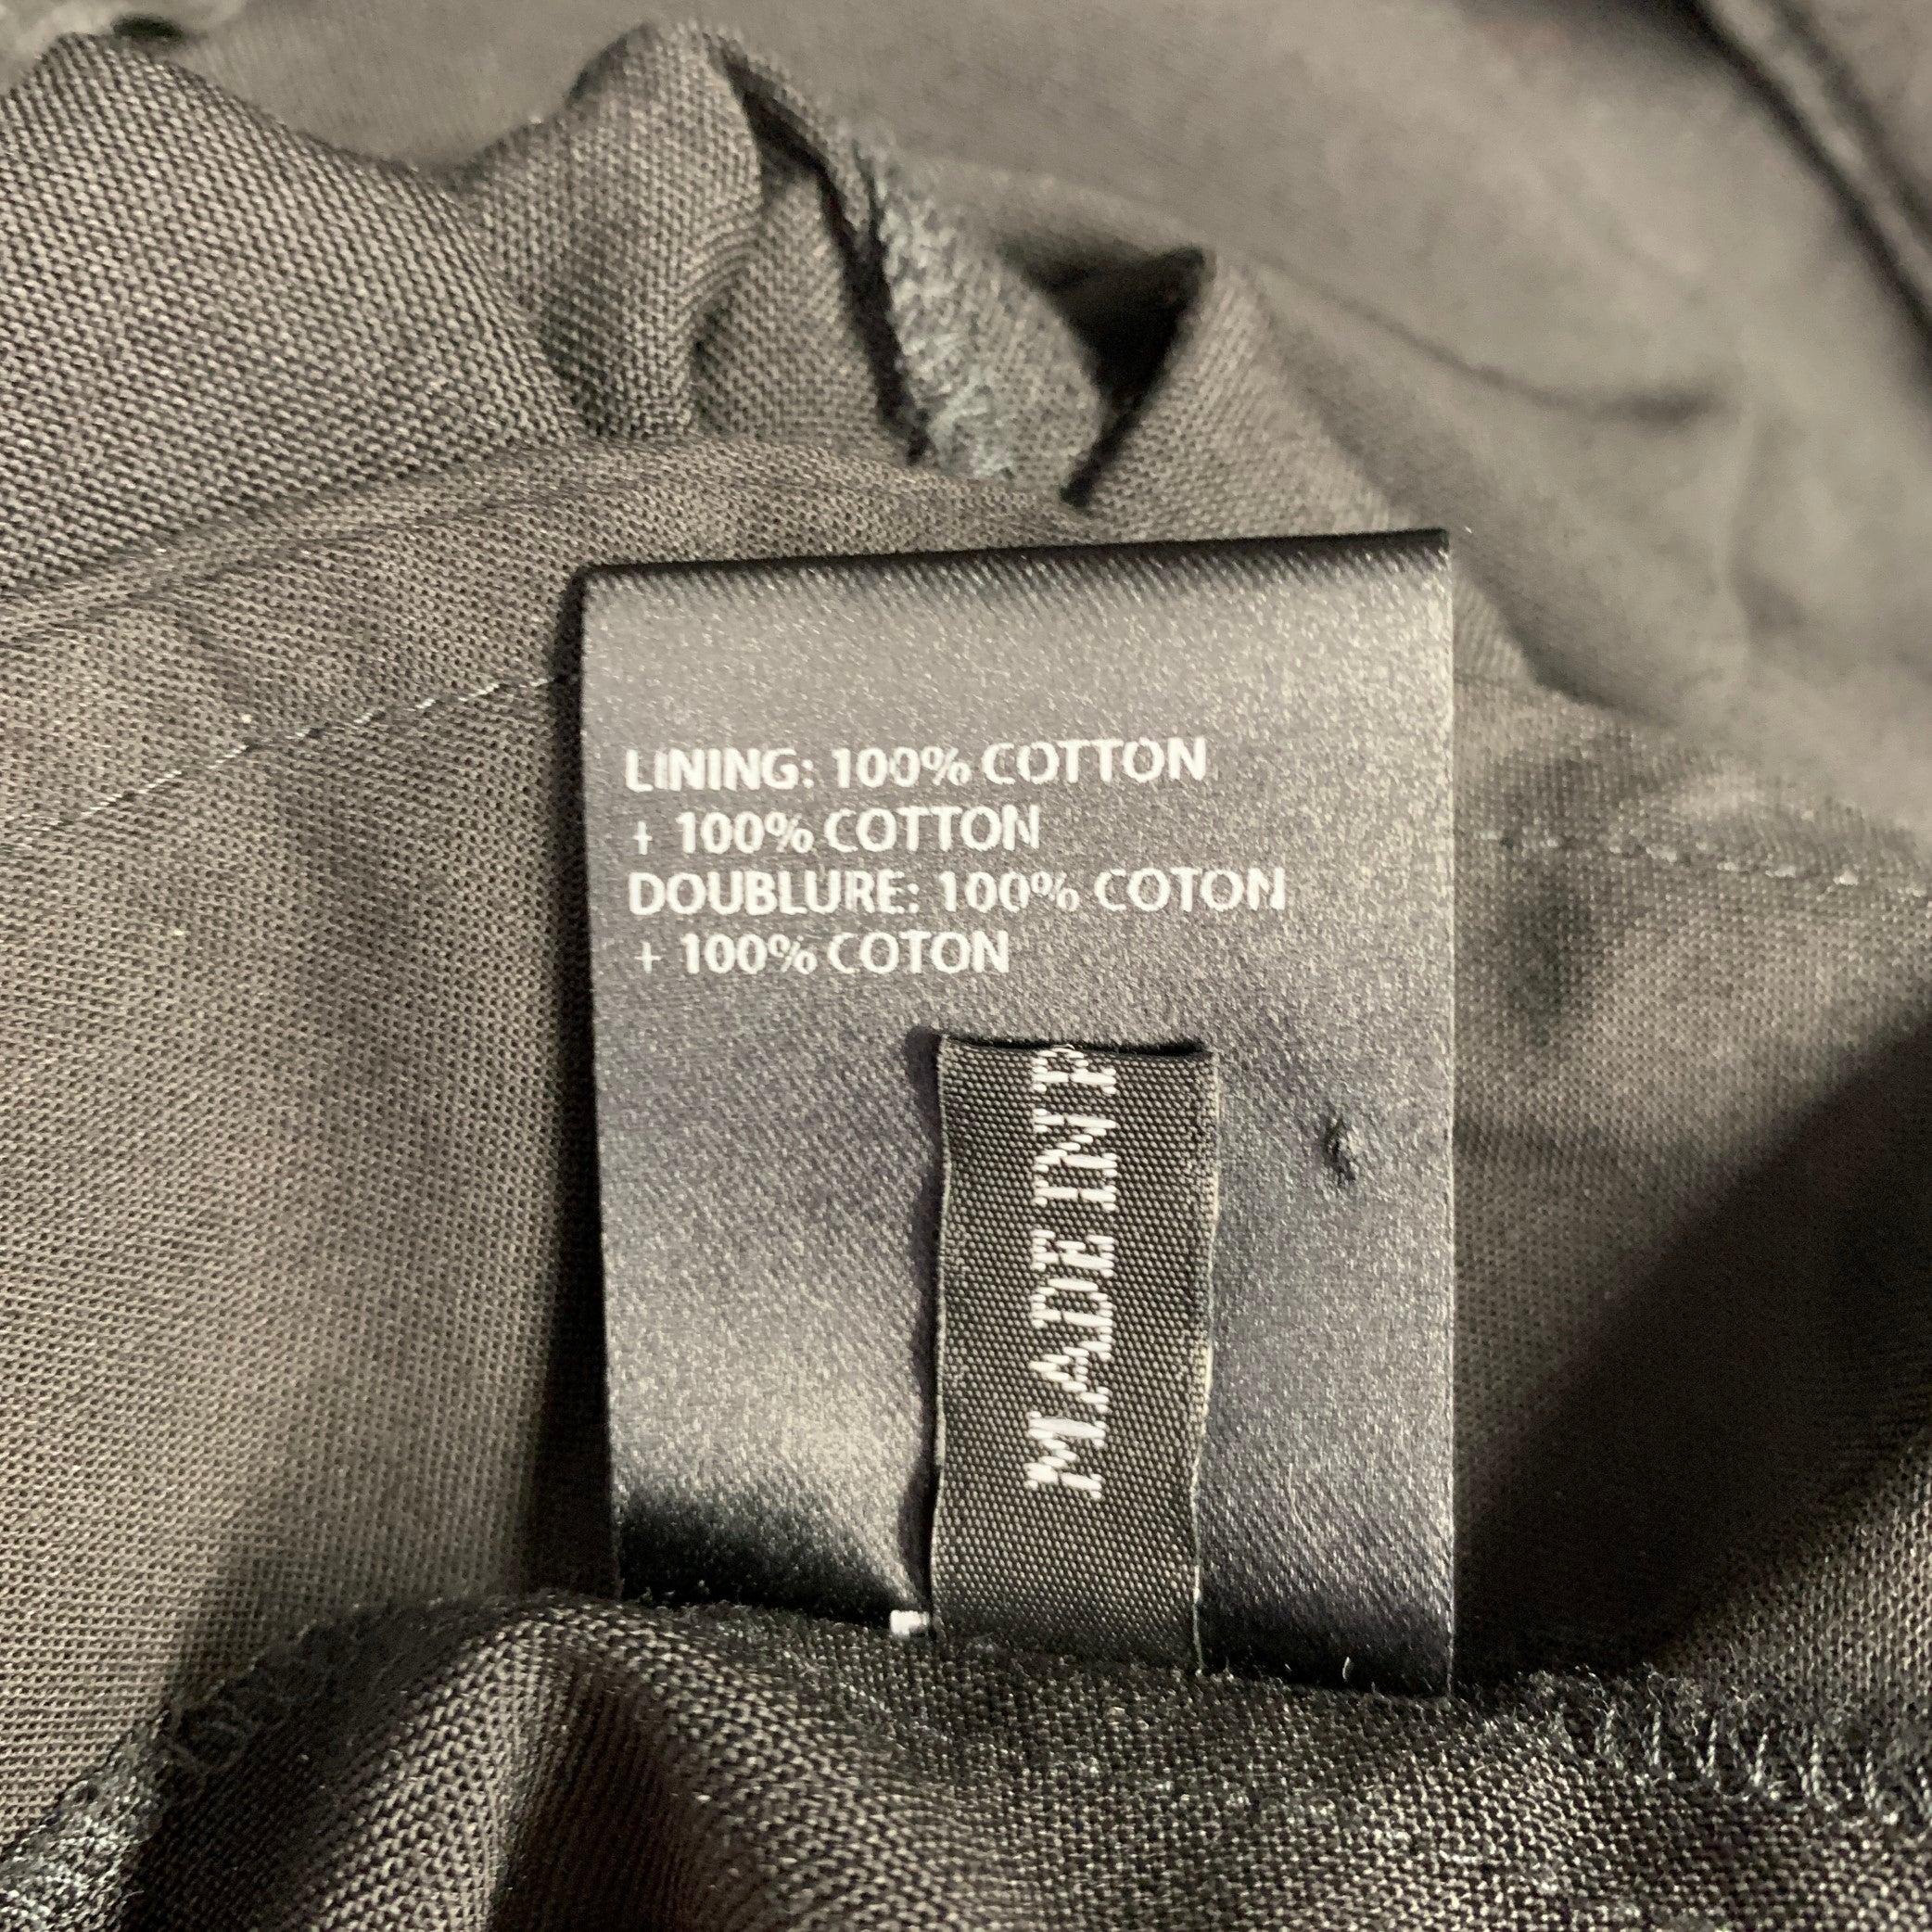 LINING: 100% COTTON
+ 100% COTTON
DOUBLURE: 100% COTON
+ 100% COTON
MADE IN